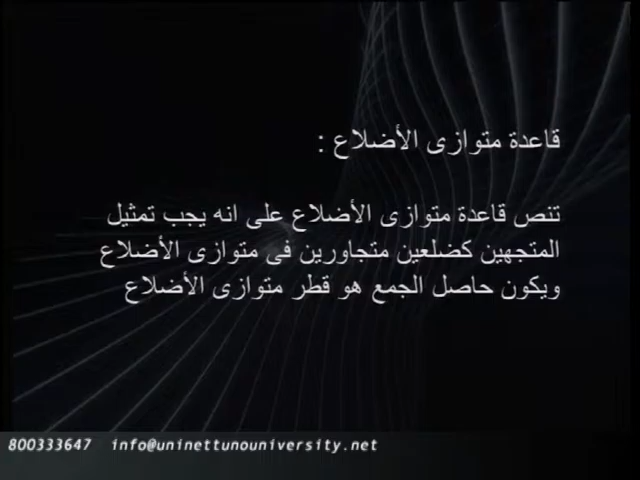 قاعدة متوازى الأضلاع :
تنص قاعدة متوازى الأضلاع على انه يجب تمثيل
المتجهين كضلعين متجاورين فى متوازى الأضلاع
ويكون حاصل الجمع هو قطر متوازى الأضلاع
800333647 info@uninettunouniversity.net